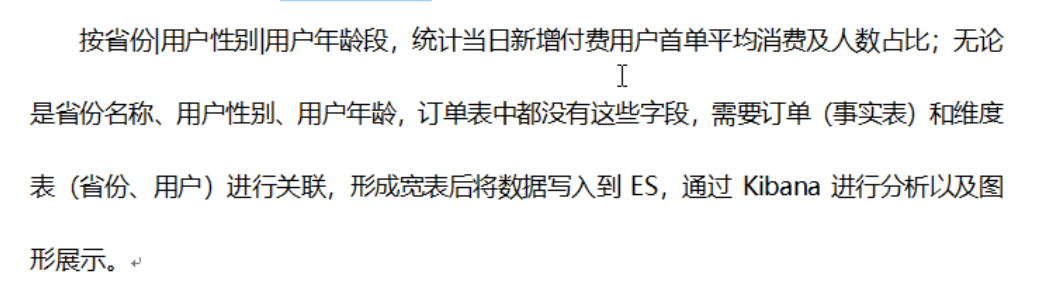 按省份|用户性别|用户年龄段，统计当日新增付费用户首单平均消费及人数占比；无论
是省份名称、用户性别、用户年龄，订单表中都没有这些字段，需要订单（事实表）和维度
表（省份、用户）进行关联，形成宽表后将数据写入到 ES，通过 Kibana 进行分析以及图
形展示。